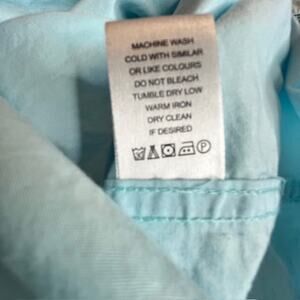 MACHINE WASH
COLD WITH SIMILAR
OR LIKE COLOURS
DO NOT BLEACH
TUMBLE DRY LOW
WARM IRON
DRY CLEAN
IF DESIRED
P